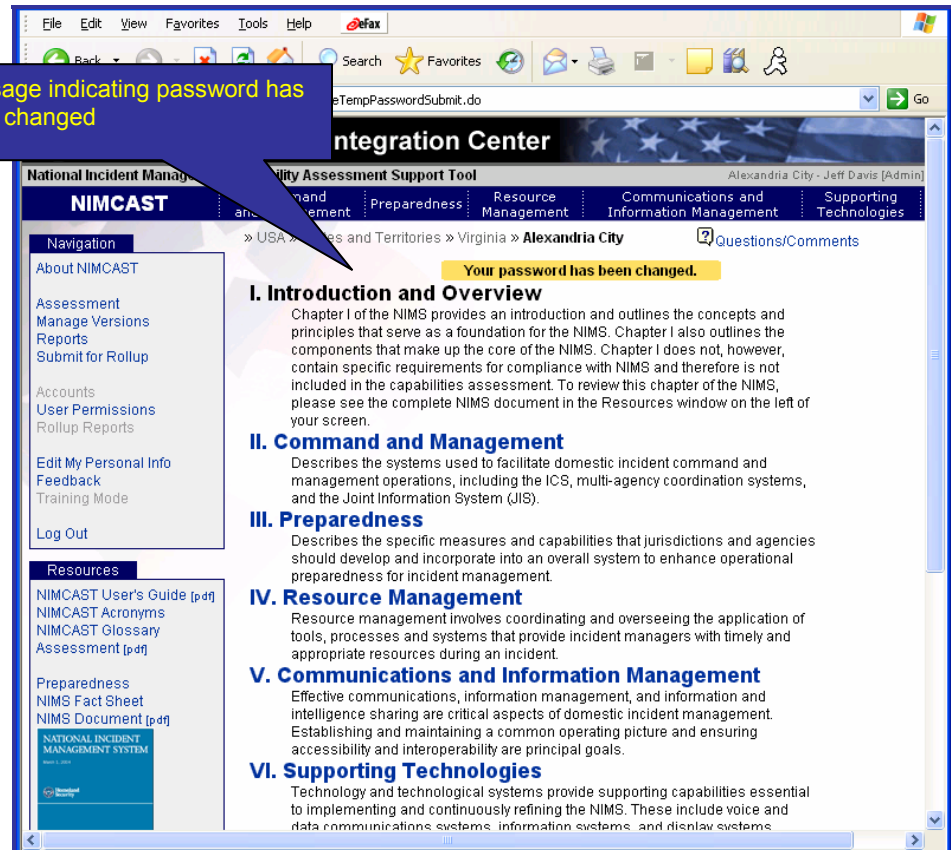 File Edit View Favorites Tools Help eFax
Back Search Favorites
eTempPasswordSubmit.do Go
sage indicating password has
changed
ntegration Center
National Incident Manag ility Assessment Support Tool Alexandria City - Jeff Davis [Admin]
NIMCAST
Preparedness
Resource
Management
Communications and
Information Management
Supporting
Technologies
» USA » es and Territories » Virginia » Alexandria City
Questions/Comments
Navigation
About NIMCAST
Assessment
Manage Versions
Reports
Submit for Rollup
Accounts
User Permissions
Rollup Reports
Edit My Personal Info
Feedback
Training Mode
Log Out
Resources
NIMCAST User's Guide [pdf]
NIMCAST Acronyms
NIMCAST Glossary
Assessment [pdf]
Preparedness
NIMS Fact Sheet
NIMS Document [pdf]
NATIONAL INCIDENT
MANAGEMENT SYSTEM
March 1, 2004
Homeland
Security
Your password has been changed.
I. Introduction and Overview
Chapter I of the NIMS provides an introduction and outlines the concepts and
principles that serve as a foundation for the NIMS. Chapter I also outlines the
components that make up the core of the NIMS. Chapter I does not, however,
contain specific requirements for compliance with NIMS and therefore is not
included in the capabilities assessment. To review this chapter of the NIMS,
please see the complete NIMS document in the Resources window on the left of
your screen.
II. Command and Management
Describes the systems used to facilitate domestic incident command and
management operations, including the ICS, multi-agency coordination systems,
and the Joint Information System (JIS).
III. Preparedness
Describes the specific measures and capabilities that jurisdictions and agencies
should develop and incorporate into an overall system to enhance operational
preparedness for incident management.
IV. Resource Management
Resource management involves coordinating and overseeing the application of
tools, processes and systems that provide incident managers with timely and
appropriate resources during an incident.
V. Communications and Information Management
Effective communications, information management, and information and
intelligence sharing are critical aspects of domestic incident management.
Establishing and maintaining a common operating picture and ensuring
accessibility and interoperability are principal goals.
VI. Supporting Technologies
Technology and technological systems provide supporting capabilities essential
to implementing and continuously refining the NIMS. These include voice and
data communications systems, information systems, and display systems